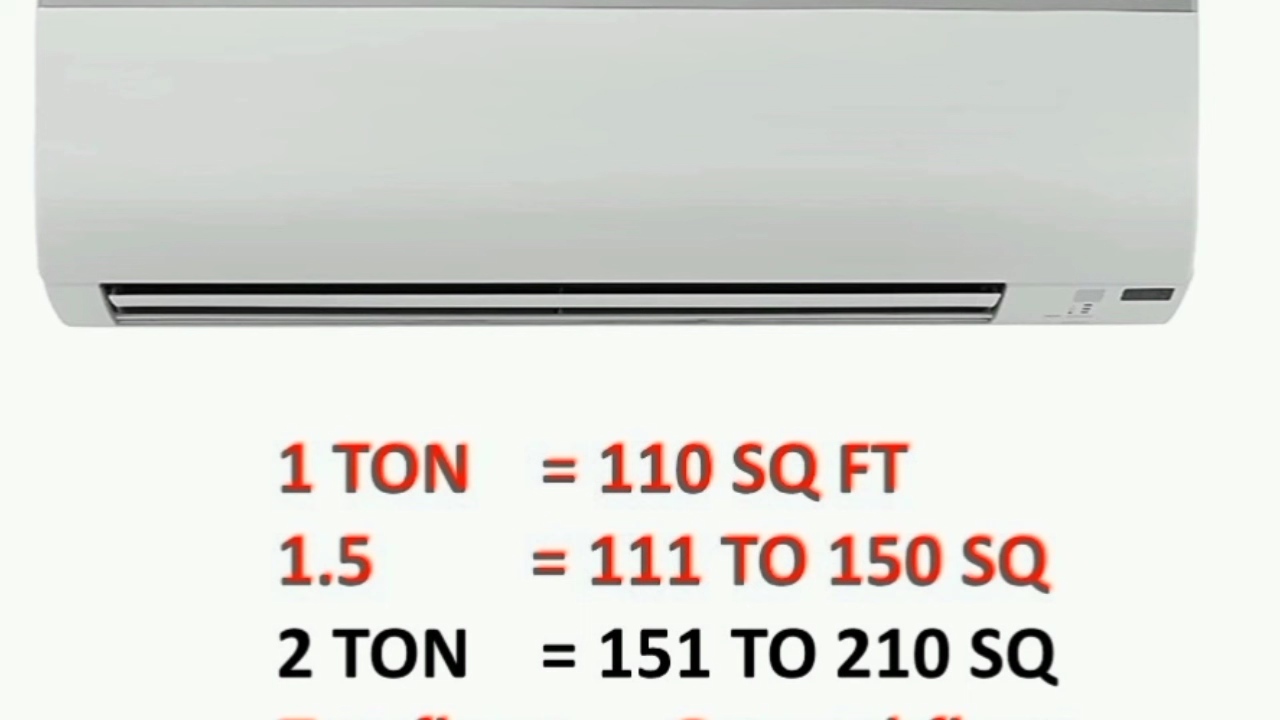 1 TON = 110 SQ FT
1.5 = 111 TO 150 SQ
2 TON = 151 TO 210 SQ